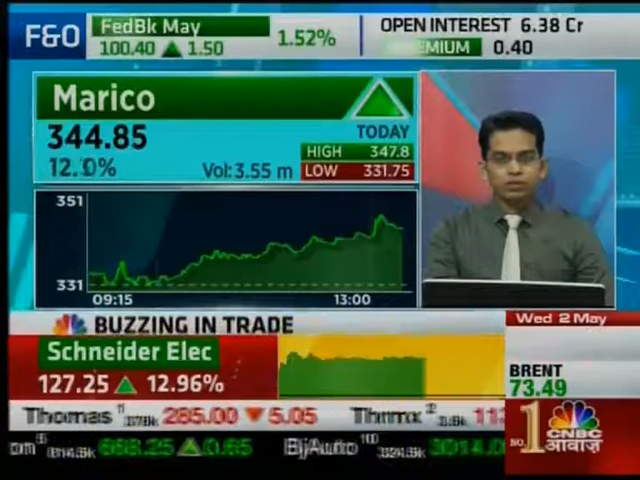 F&O
FedBk May
100.40 ▲ 1.50
1.52%
OPEN INTEREST 6.38 Cr
0.40
Marico
344.85
TODAY
Vol:3.55 m
HIGH 347.8
LOW 331.75
351
331
09:15 13:00
BUZZING IN TRADE
Wed 2 May
Schneider Elec
127.25 ▲ 12.96%
BRENT
73.49
Thomas 285.00 ▼ 5.05
BjAuto
NO. 1 CNBC
आवाज़